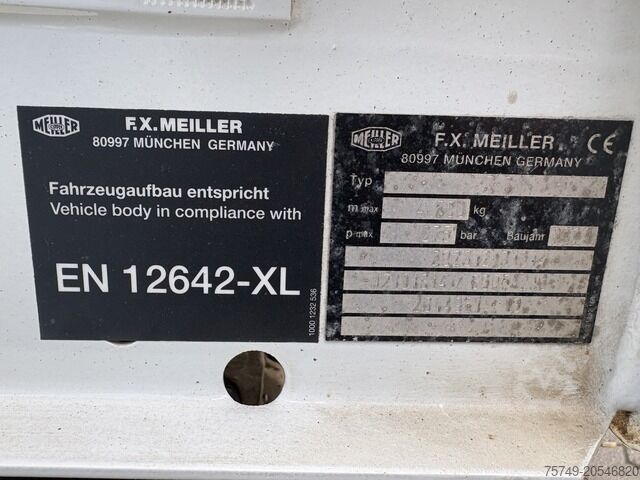 MEILLER
F.X. MEILLER
80997 MÜNCHEN GERMANY
Fahrzeugaufbau entspricht
Vehicle body in compliance with
EN 12642-XL
1000 1232 536
MEILLER
F.X. MEILLER CE
80997 MÜNCHEN GERMANY
Typ
m max kg
p max bar Baujahr
75749-20546820